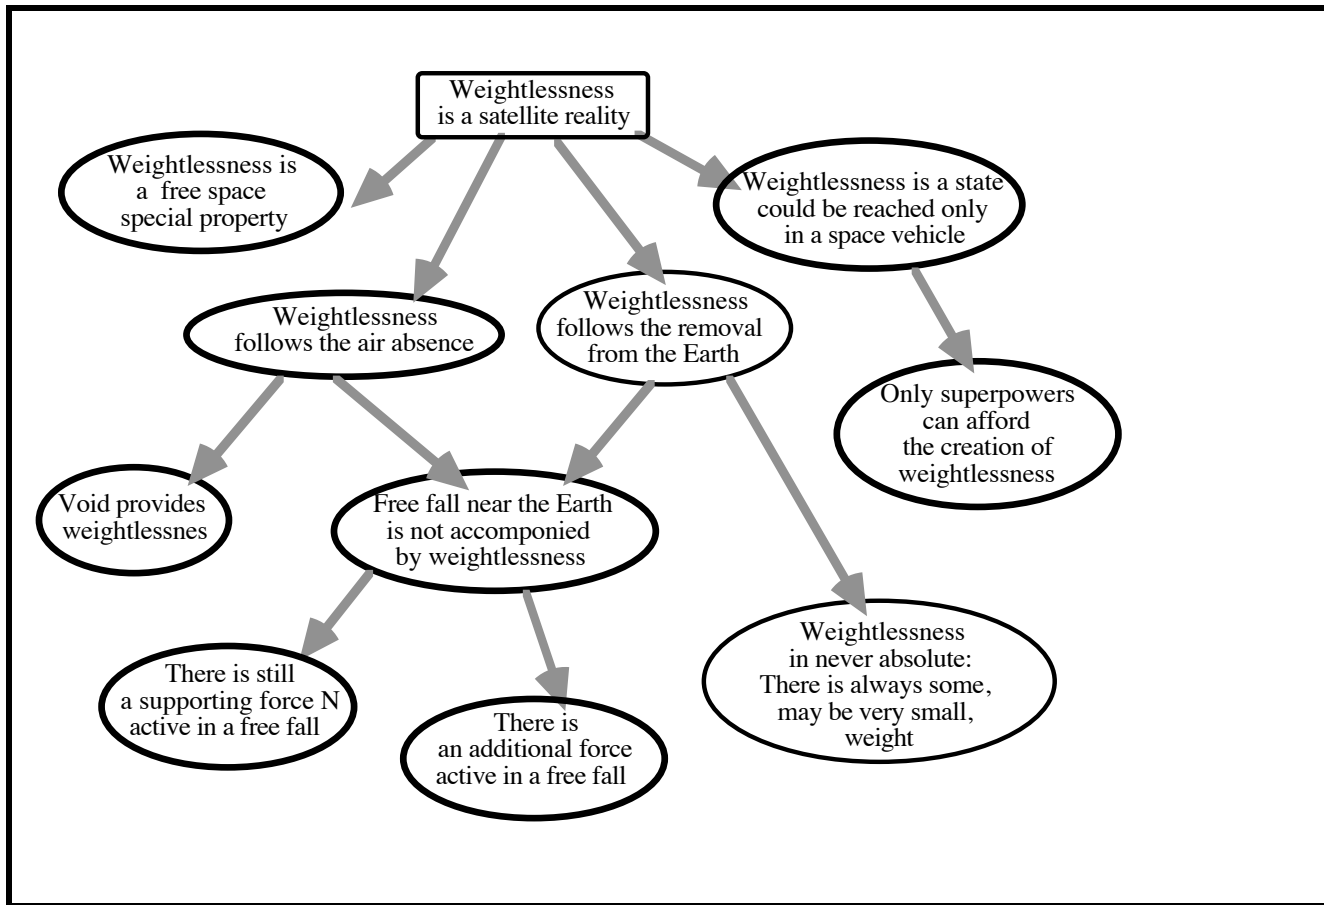 Weightlessness
is a satellite reality
Weightlessness is
a free space
special property
Weightlessness is a state
could be reached only
in a space vehicle
Weightlessness
follows the air absence
Weightlessness
follows the removal
from the Earth
Only superpowers
can afford
the creation of
weightlessness
Void provides
weightlessnes
Free fall near the Earth
is not accomponied
by weightlessness
There is still
a supporting force N
active in a free fall
There is
an additional force
active in a free fall
Weightlessness
in never absolute:
There is always some,
may be very small,
weight